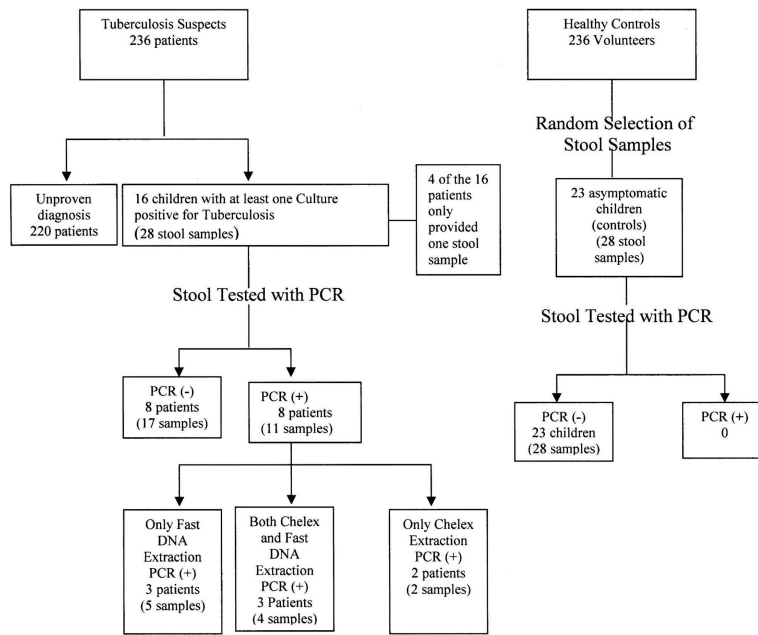 Tuberculosis Suspects
236 patients
Healthy Controls
236 Volunteers
Random Selection of
Stool Samples
Unproven
diagnosis
220 patients
16 children with at least one Culture
positive for Tuberculosis
(28 stool samples)
4 of the 16
patients
only
provided
one stool
sample
23 asymptomatic
children
(controls)
(28 stool
samples)
Stool Tested with PCR
Stool Tested with PCR
PCR (-)
8 patients
(17 samples)
PCR (+)
8 patients
(11 samples)
PCR (-)
23 children
(28 samples)
PCR (+)
0
Only Fast
DNA
Extraction
PCR (+)
3 patients
(5 samples)
Both Chelex
and Fast
DNA
Extraction
PCR (+)
3 Patients
(4 samples)
Only Chelex
Extraction
PCR (+)
2 patients
(2 samples)